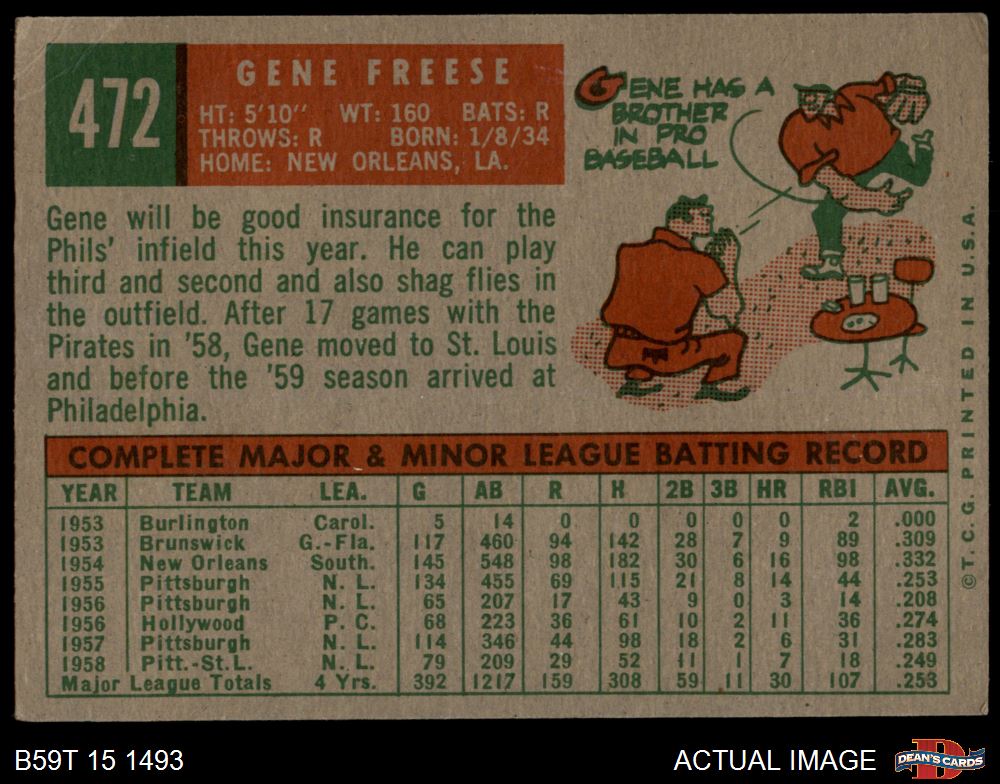 472
GENE FREESE
HT: 5'10" WT: 160 BATS: R
THROWS: R BORN: 1/8/34
HOME: NEW ORLEANS, LA.
GENE HAS A
BROTHER
IN PRO
BASEBALL
Gene will be good insurance for the
Phils' infield this year. He can play
third and second and also shag flies in
the outfield. After 17 games with the
Pirates in '58, Gene moved to St. Louis
and before the '59 season arrived at
Philadelphia.
©T.C.G. PRINTED IN U.S.A.
COMPLETE MAJOR & MINOR LEAGUE BATTING RECORD
YEAR TEAM LEA. G AB R H 2B 3B HR RBI AVG.
1953 Burlington Carol. 5 14 0 0 0 0 0 2 .000
1953 Brunswick G.-Fla. 117 460 94 142 28 7 9 89 .309
1954 New Orleans South. 145 548 98 182 30 6 16 98 .332
1955 Pittsburgh N. L. 134 455 69 115 21 8 14 44 .253
1956 Pittsburgh N. L. 65 207 17 43 9 0 3 14 .208
1956 Hollywood P. C. 68 223 36 61 10 2 11 36 .274
1957 Pittsburgh N. L. 114 346 44 98 18 2 6 31 .283
1958 Pitt.-St.L. N. L. 79 209 29 52 11 1 7 18 .249
Major League Totals 4 Yrs. 392 1217 159 308 59 11 30 107 .253
B59T 15 1493
ACTUAL IMAGE
DEAN'S CARDS